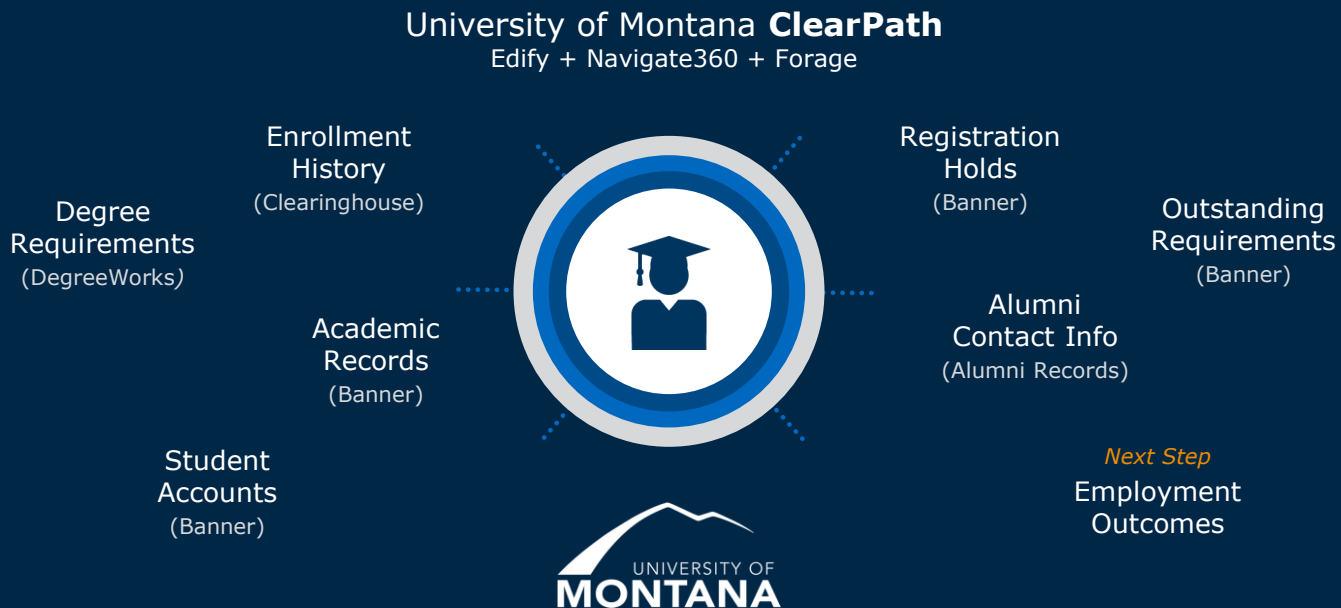 University of Montana ClearPath
Edify + Navigate360 + Forage
Enrollment
History
(Clearinghouse)
Registration
Holds
(Banner)
Degree
Requirements
(DegreeWorks)
Outstanding
Requirements
(Banner)
Academic
Records
(Banner)
Alumni
Contact Info
(Alumni Records)
Student
Accounts
(Banner)
Next Step
Employment
Outcomes
UNIVERSITY OF
MONTANA